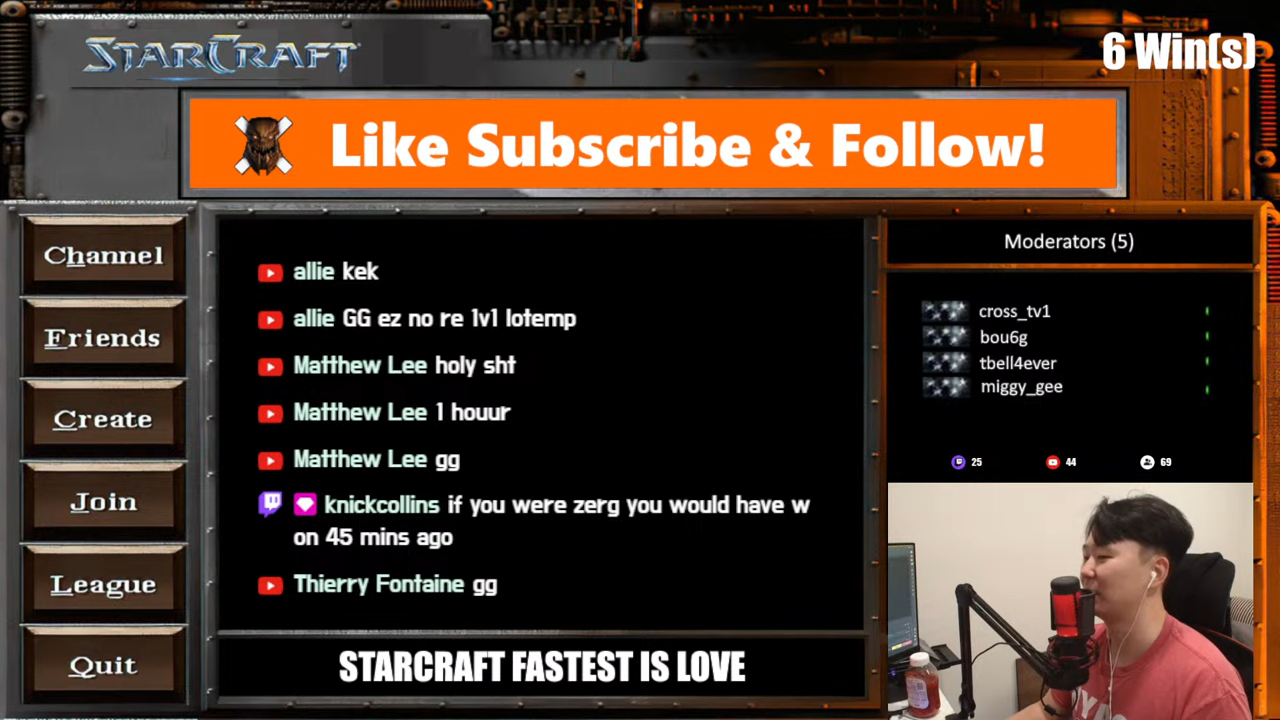 STARCRAFT
6 Win(s)
Like Subscribe & Follow!
Channel
Friends
Create
Join
League
Quit
allie kek
allie GG ez no re 1v1 lotemp
Matthew Lee holy sht
Matthew Lee 1 houur
Matthew Lee gg
knickcollins if you were zerg you would have w
on 45 mins ago
Thierry Fontaine gg
STARCRAFT FASTEST IS LOVE
Moderators (5)
cross_tv1
bou6g
tbell4ever
miggy_gee
25 44 69